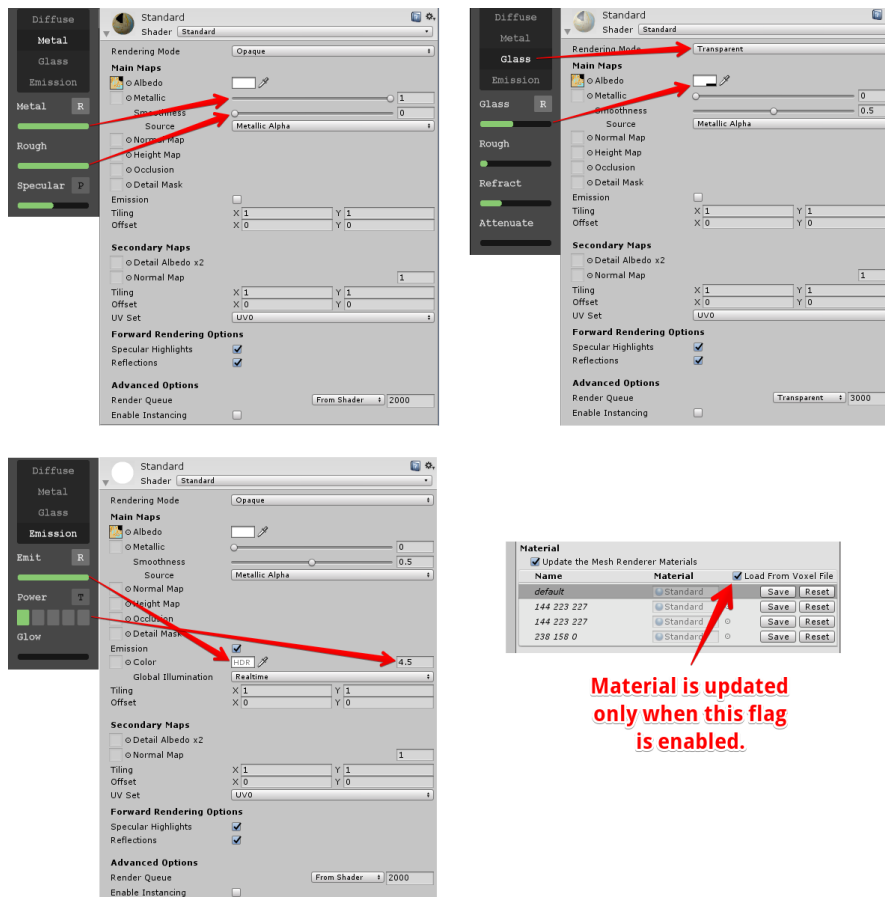 Diffuse
Metal
Glass
Emission
Metal R
Rough
Specular P
Standard
Shader Standard
Rendering Mode Opaque
Main Maps
Albedo
Metallic 1
Smoothness 0
Source Metallic Alpha
Normal Map
Height Map
Occlusion
Detail Mask
Emission
Tiling X 1 Y 1
Offset X 0 Y 0
Secondary Maps
Detail Albedo x2
Normal Map 1
Tiling X 1 Y 1
Offset X 0 Y 0
UV Set UV0
Forward Rendering Options
Specular Highlights
Reflections
Advanced Options
Render Queue From Shader 2000
Enable Instancing
Diffuse
Metal
Glass
Emission
Glass R
Rough
Refract
Attenuate
Standard
Shader Standard
Rendering Mode Transparent
Main Maps
Albedo
Metallic 0
Smoothness 0.5
Source Metallic Alpha
Normal Map
Height Map
Occlusion
Detail Mask
Emission
Tiling X 1 Y 1
Offset X 0 Y 0
Secondary Maps
Detail Albedo x2
Normal Map 1
Tiling X 1 Y 1
Offset X 0 Y 0
UV Set UV0
Forward Rendering Options
Specular Highlights
Reflections
Advanced Options
Render Queue Transparent 3000
Enable Instancing
Diffuse
Metal
Glass
Emission
Emit R
Power T
Glow
Standard
Shader Standard
Rendering Mode Opaque
Main Maps
Albedo
Metallic 0
Smoothness 0.5
Source Metallic Alpha
Normal Map
Height Map
Occlusion
Detail Mask
Emission
Color HDR 4.5
Global Illumination Realtime
Tiling X 1 Y 1
Offset X 0 Y 0
Secondary Maps
Detail Albedo x2
Normal Map 1
Tiling X 1 Y 1
Offset X 0 Y 0
UV Set UV0
Forward Rendering Options
Specular Highlights
Reflections
Advanced Options
Render Queue From Shader 2000
Enable Instancing
Material
Update the Mesh Renderer Materials
Name Material Load From Voxel File
default Standard Save Reset
144 223 227 Standard Save Reset
144 223 227 Standard Save Reset
238 158 0 Standard Save Reset
Material is updated
only when this flag
is enabled.